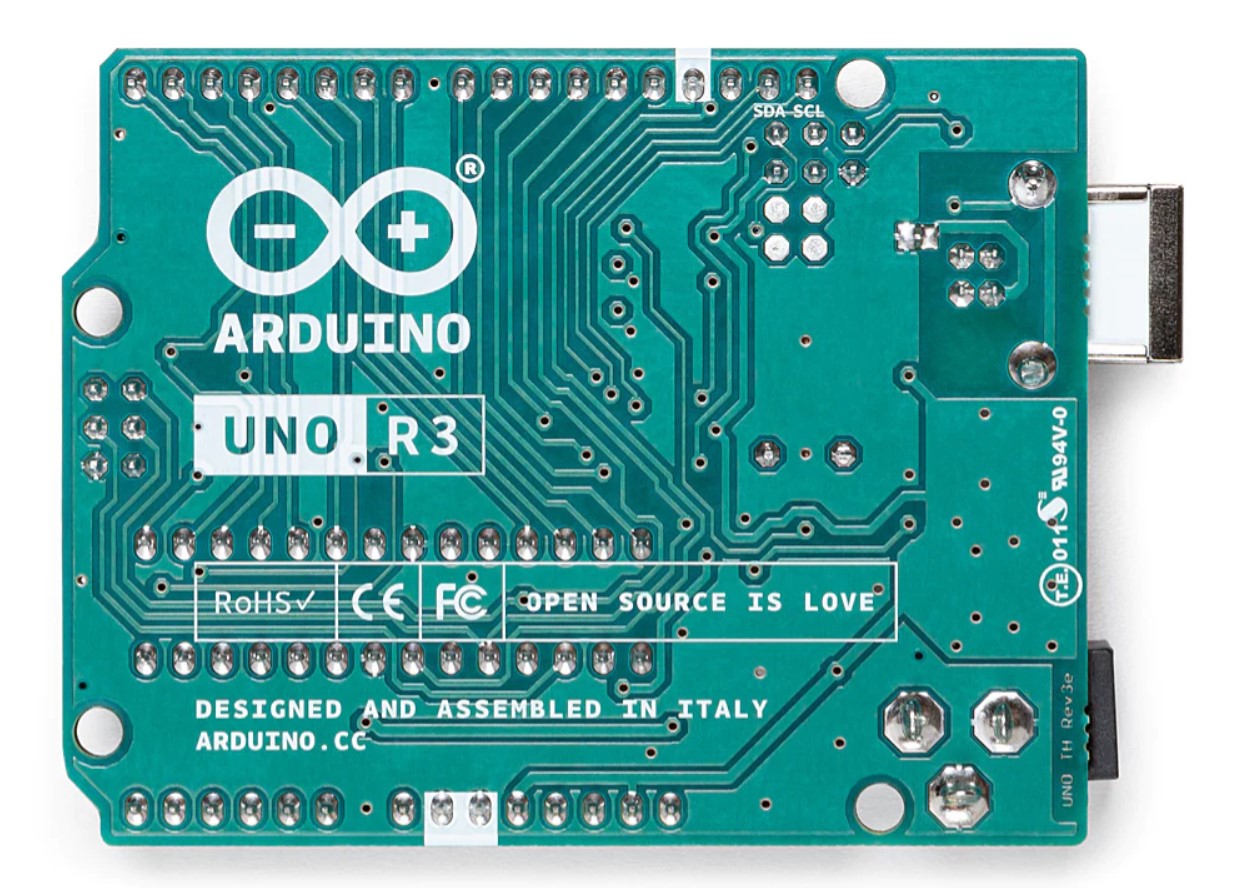 SDA SCL
®
ARDUINO
UNO R3
RoHS✓ CE FC OPEN SOURCE IS LOVE
DESIGNED AND ASSEMBLED IN ITALY
ARDUINO.CC
T.E. 011 94V-0
UNO TH Rev3e